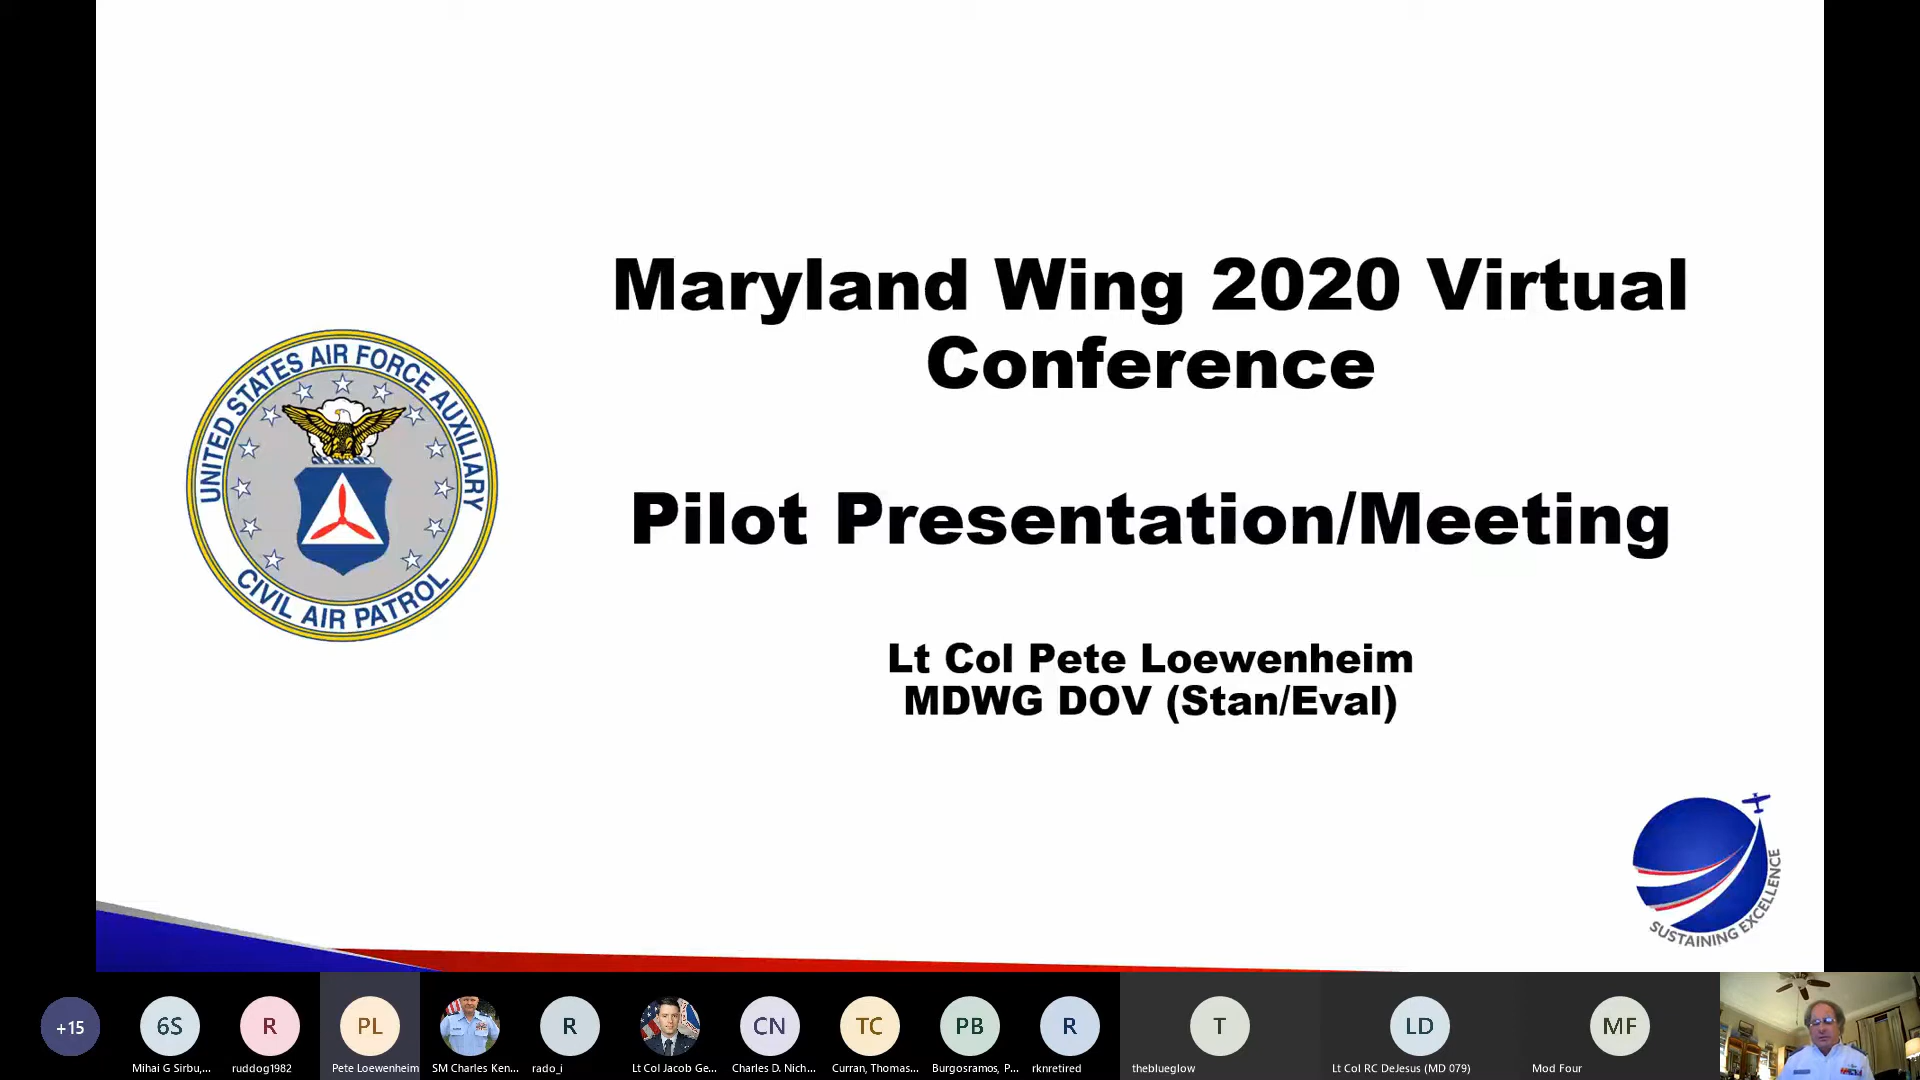 Maryland Wing 2020 Virtual
Conference
Pilot Presentation/Meeting
Lt Col Pete Loewenheim
MDWG DOV (Stan/Eval)
UNITED STATES AIR FORCE AUXILIARY
CIVIL AIR PATROL
SUSTAINING EXCELLENCE
+15
6S
R
PL
R
CN
TC
PB
R
T
LD
MF
Mihai G Sirbu,...
ruddog1982
Pete Loewenheim
SM Charles Ken...
rado_i
Lt Col Jacob Ge...
Charles D. Nich...
Curran, Thomas...
Burgosramos, P...
rknretired
theblueglow
Lt Col RC DeJesus (MD 079)
Mod Four